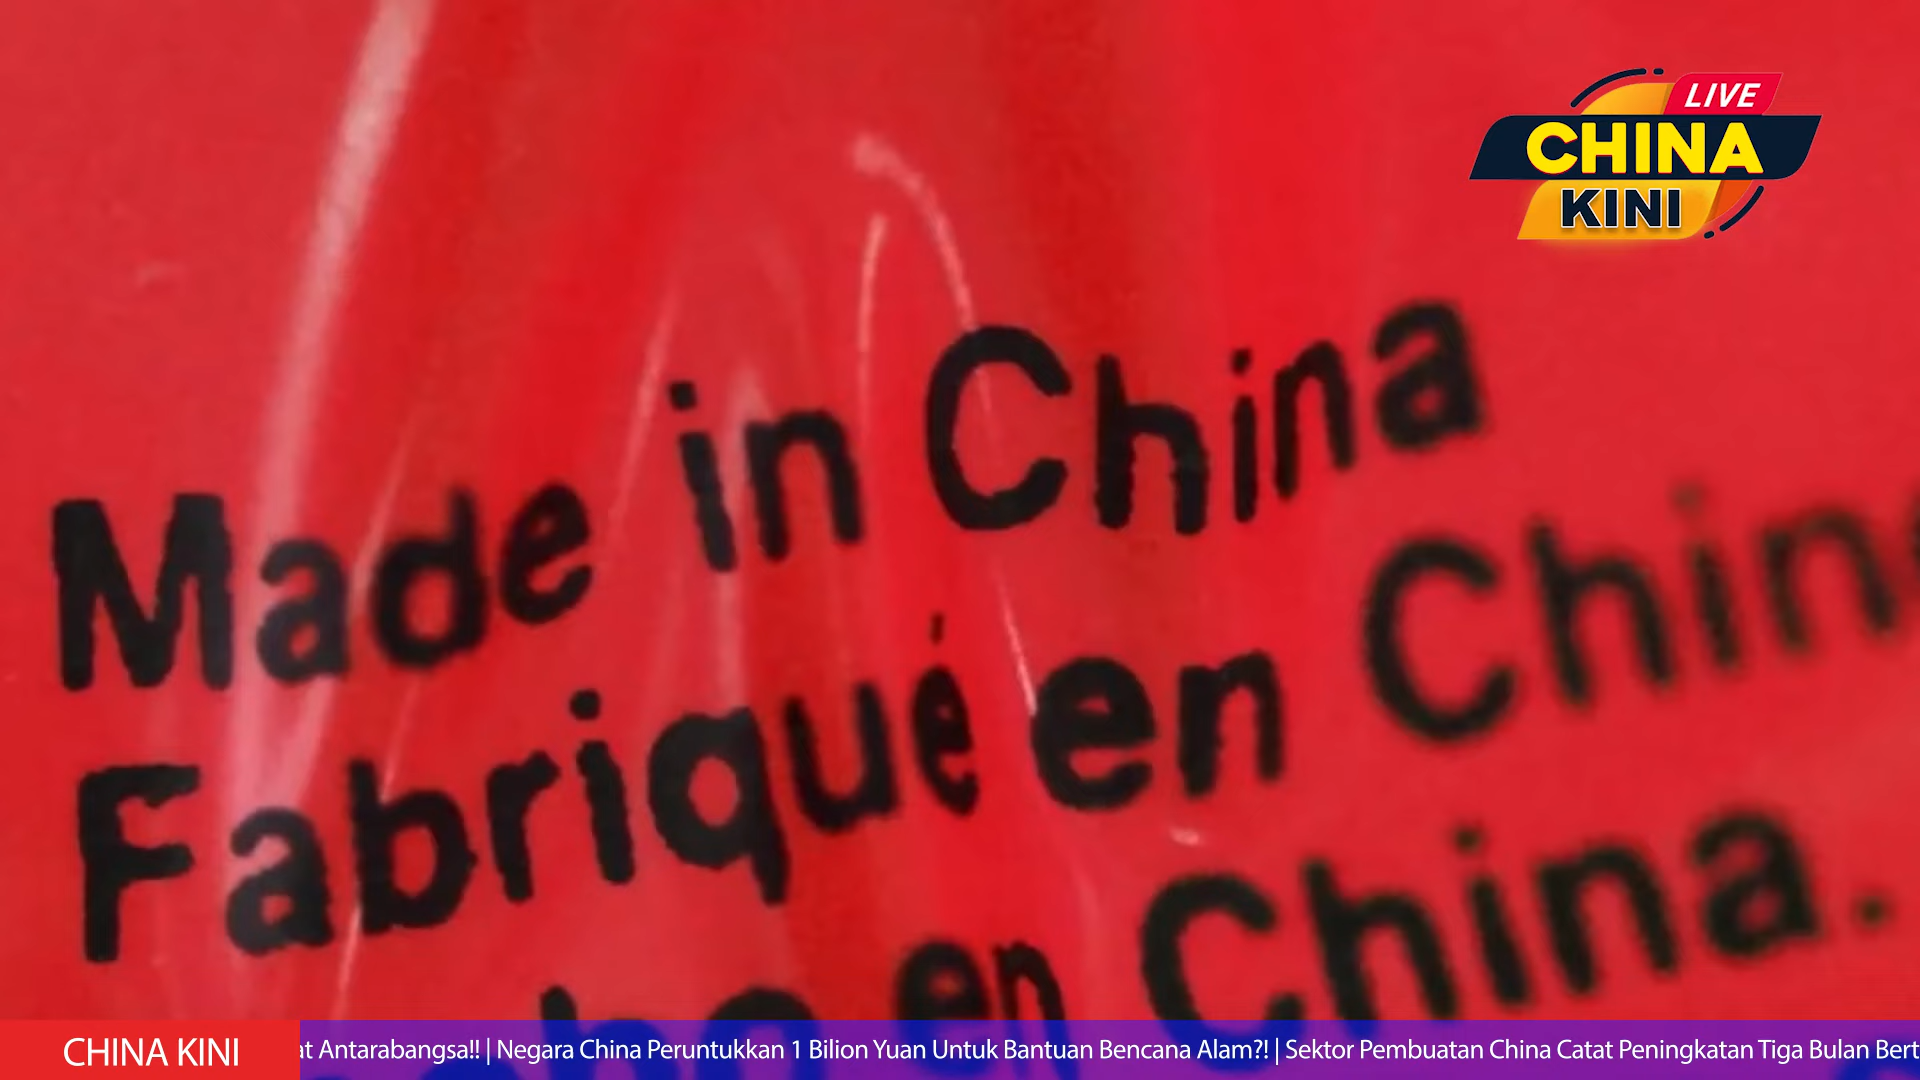 LIVE
CHINA
KINI
Made in China
Fabriqué en
en China.
CHINA KINI
Antarabangsa!! | Negara China Peruntukkan 1 Bilion Yuan Untuk Bantuan Bencana Alam?! | Sektor Pembuatan China Catat Peningkatan Tiga Bulan